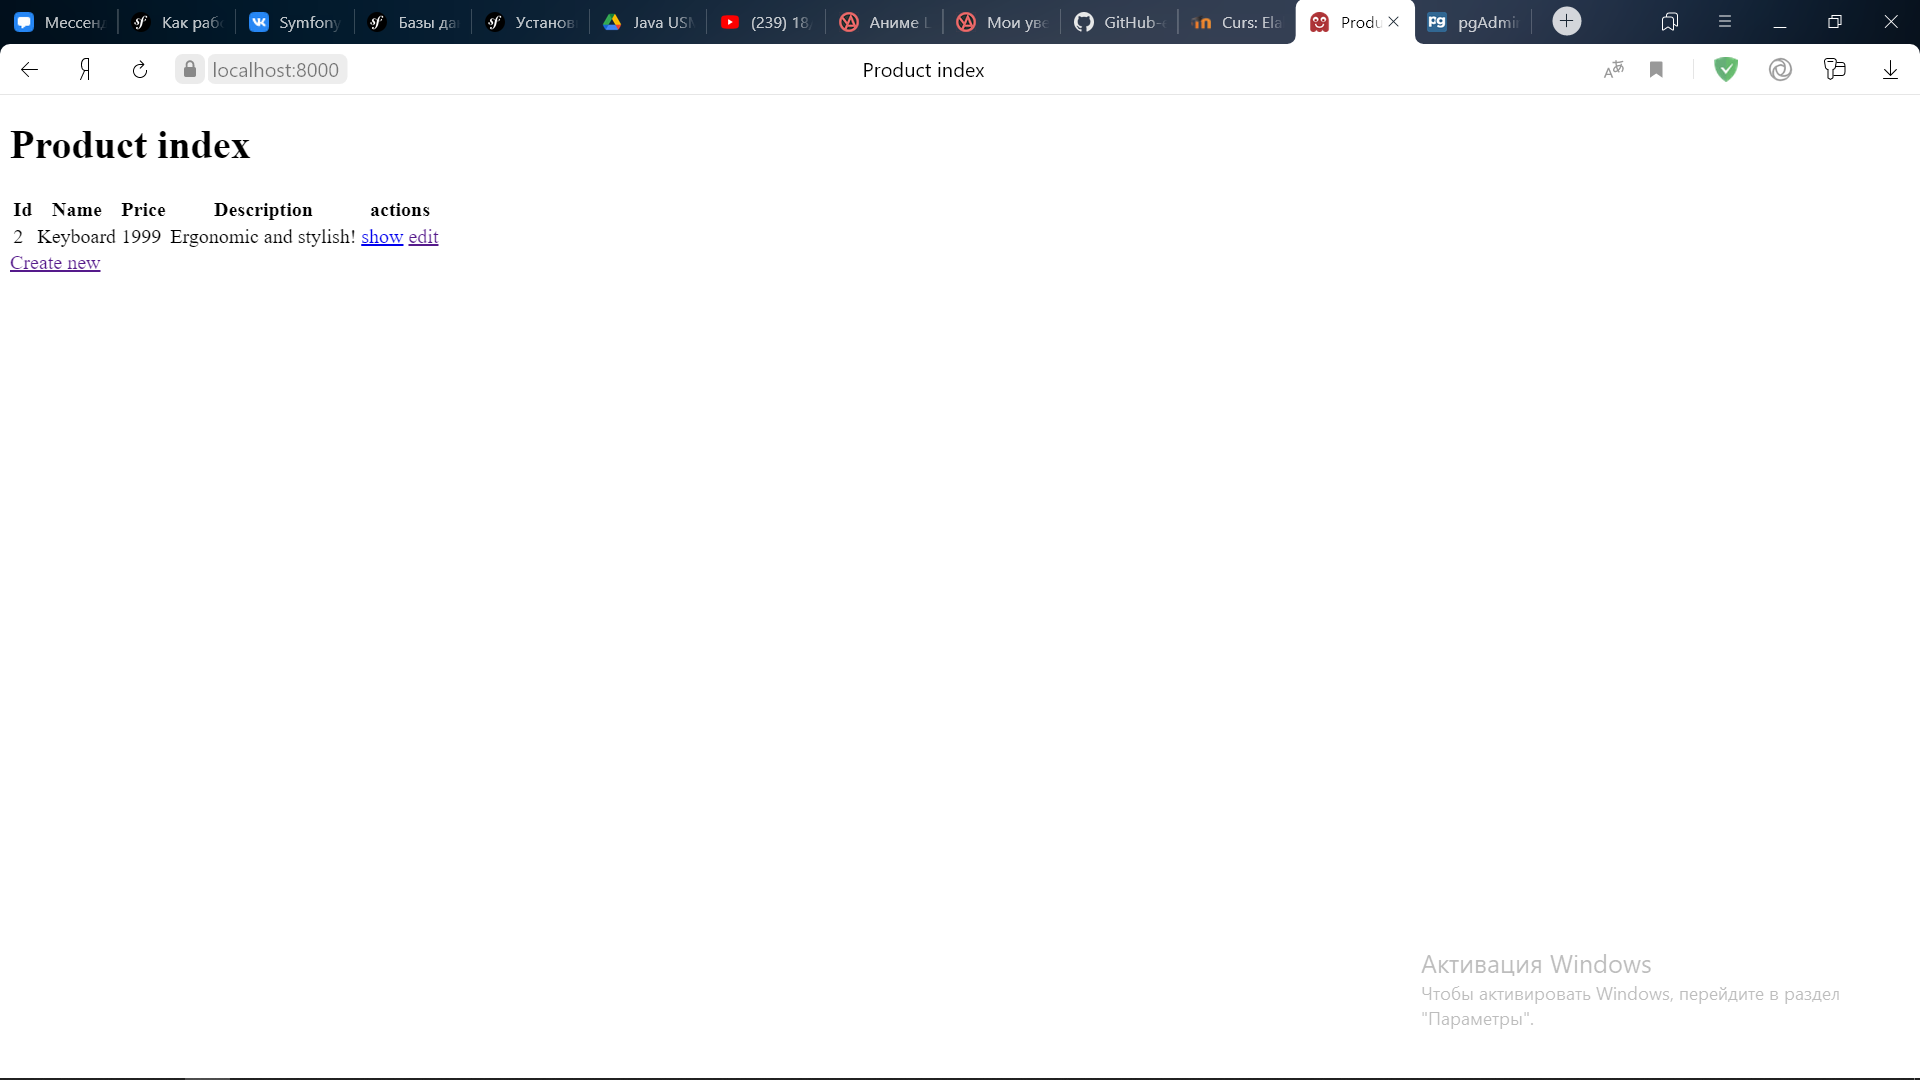 Мессен
Как раб
Symfony
Базы да
Установ
Java USM
(239) 18
Аниме L
Мои уве
GitHub-
Curs: Ela
Produ
pgAdmi
localhost:8000
Product index
Product index
Id Name Price Description actions
2 Keyboard 1999 Ergonomic and stylish! show edit
Create new
Активация Windows
Чтобы активировать Windows, перейдите в раздел
"Параметры".